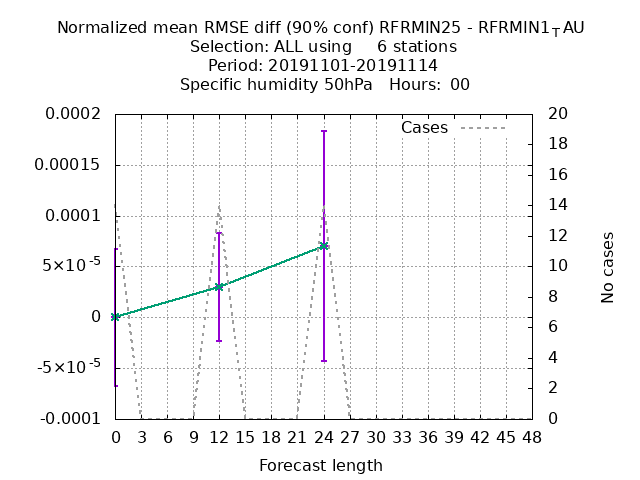 Normalized mean RMSE diff (90% conf) RFRMIN25 - RFRMIN1TAU
Selection: ALL using 6 stations
Period: 20191101-20191114
Specific humidity 50hPa Hours: 00
Cases
0.0002
0.00015
0.0001
5×10-5
0
-5×10-5
-0.0001
20
18
16
14
12
10
8
6
4
2
0
No cases
0 3 6 9 12 15 18 21 24 27 30 33 36 39 42 45 48
Forecast length